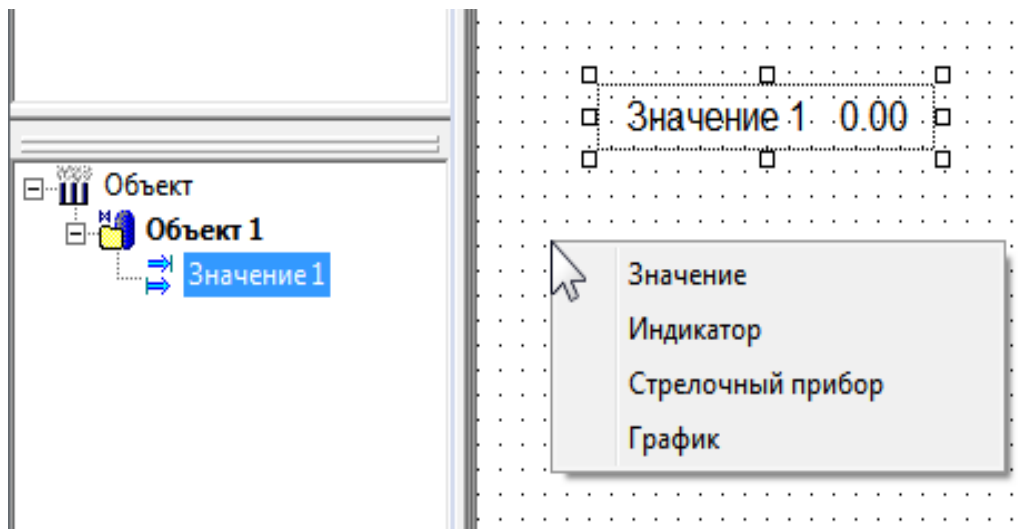 Объект
Объект 1
Значение 1
Значение 1 0.00
Значение
Индикатор
Стрелочный прибор
График